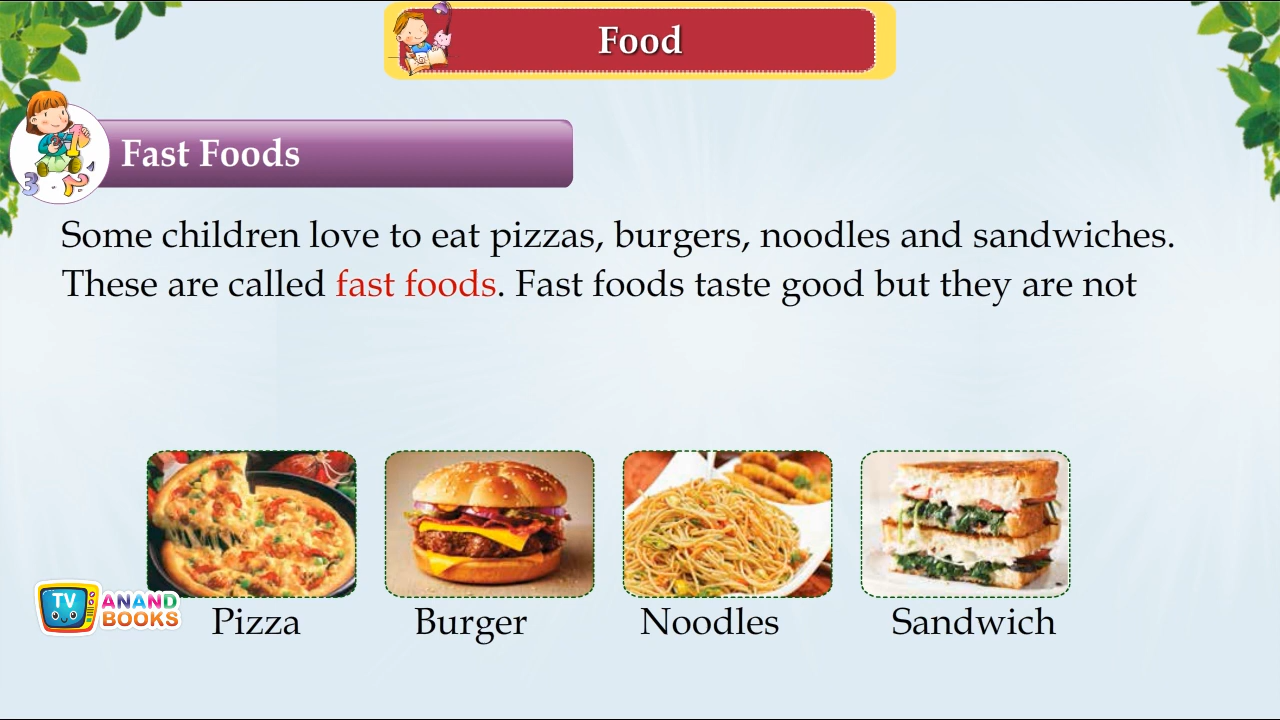 Food
Fast Foods
Some children love to eat pizzas, burgers, noodles and sandwiches.
These are called fast foods. Fast foods taste good but they are not
Pizza
Burger
Noodles
Sandwich
TV
ANAND
BOOKS